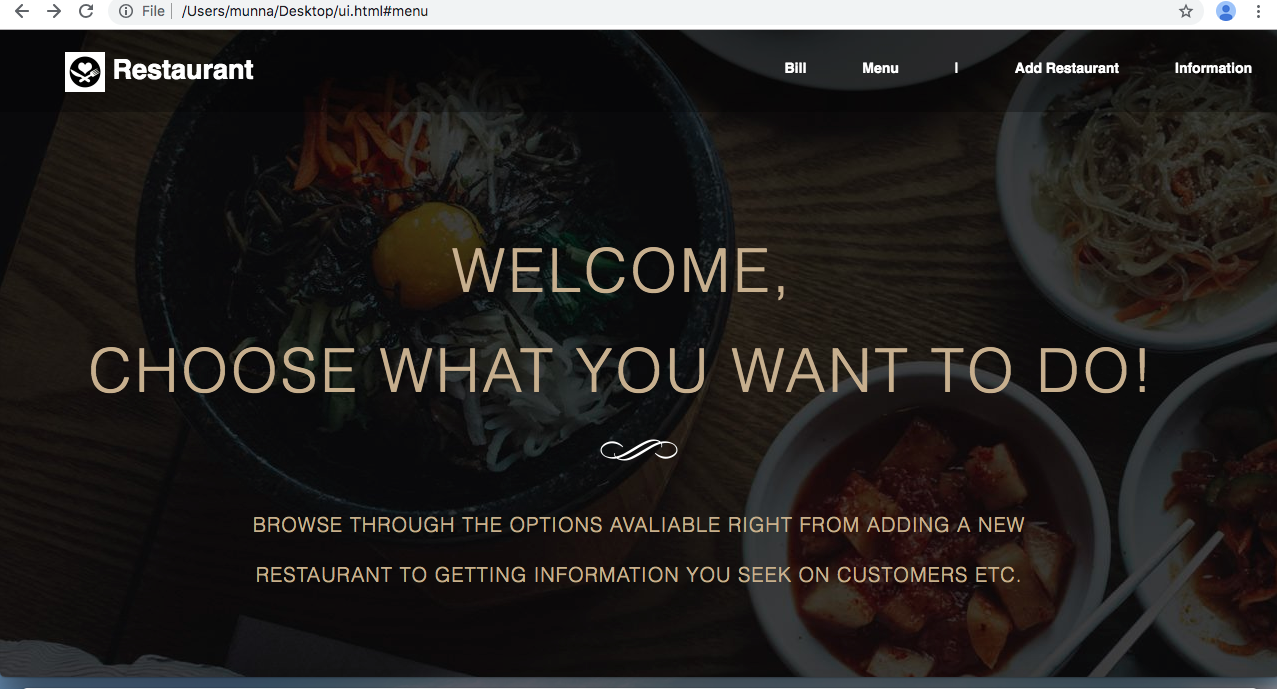 File | /Users/munna/Desktop/ui.html#menu
Restaurant
Bill Menu | Add Restaurant Information
WELCOME,
CHOOSE WHAT YOU WANT TO DO!
BROWSE THROUGH THE OPTIONS AVALIABLE RIGHT FROM ADDING A NEW
RESTAURANT TO GETTING INFORMATION YOU SEEK ON CUSTOMERS ETC.